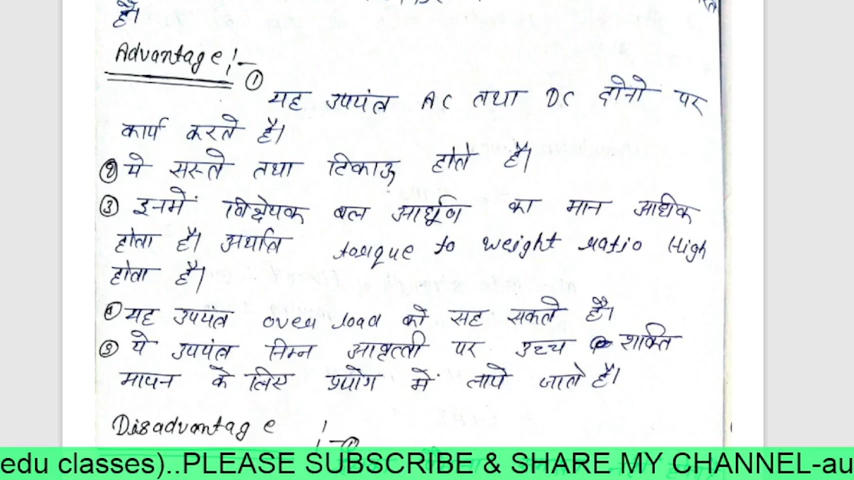 है।
Advantage :-
① यह उपयंत्र AC तथा DC दोनो पर
कार्य करते है।
② ये सस्ते तथा टिकाऊ होते है।
③ इनमें विक्षेपक बल आर्घूण का मान अधिक
होता है। अर्थात torque to weight ratio High
होता है।
④ यह उपयंत्र over load को सह सकते है।
⑤ ये उपयंत्र निम्न आवृत्ती पर उच्च शक्ति
मापन के लिए प्रयोग में लाये जाते है।
Disadvantage :-①
edu classes)..PLEASE SUBSCRIBE & SHARE MY CHANNEL-au